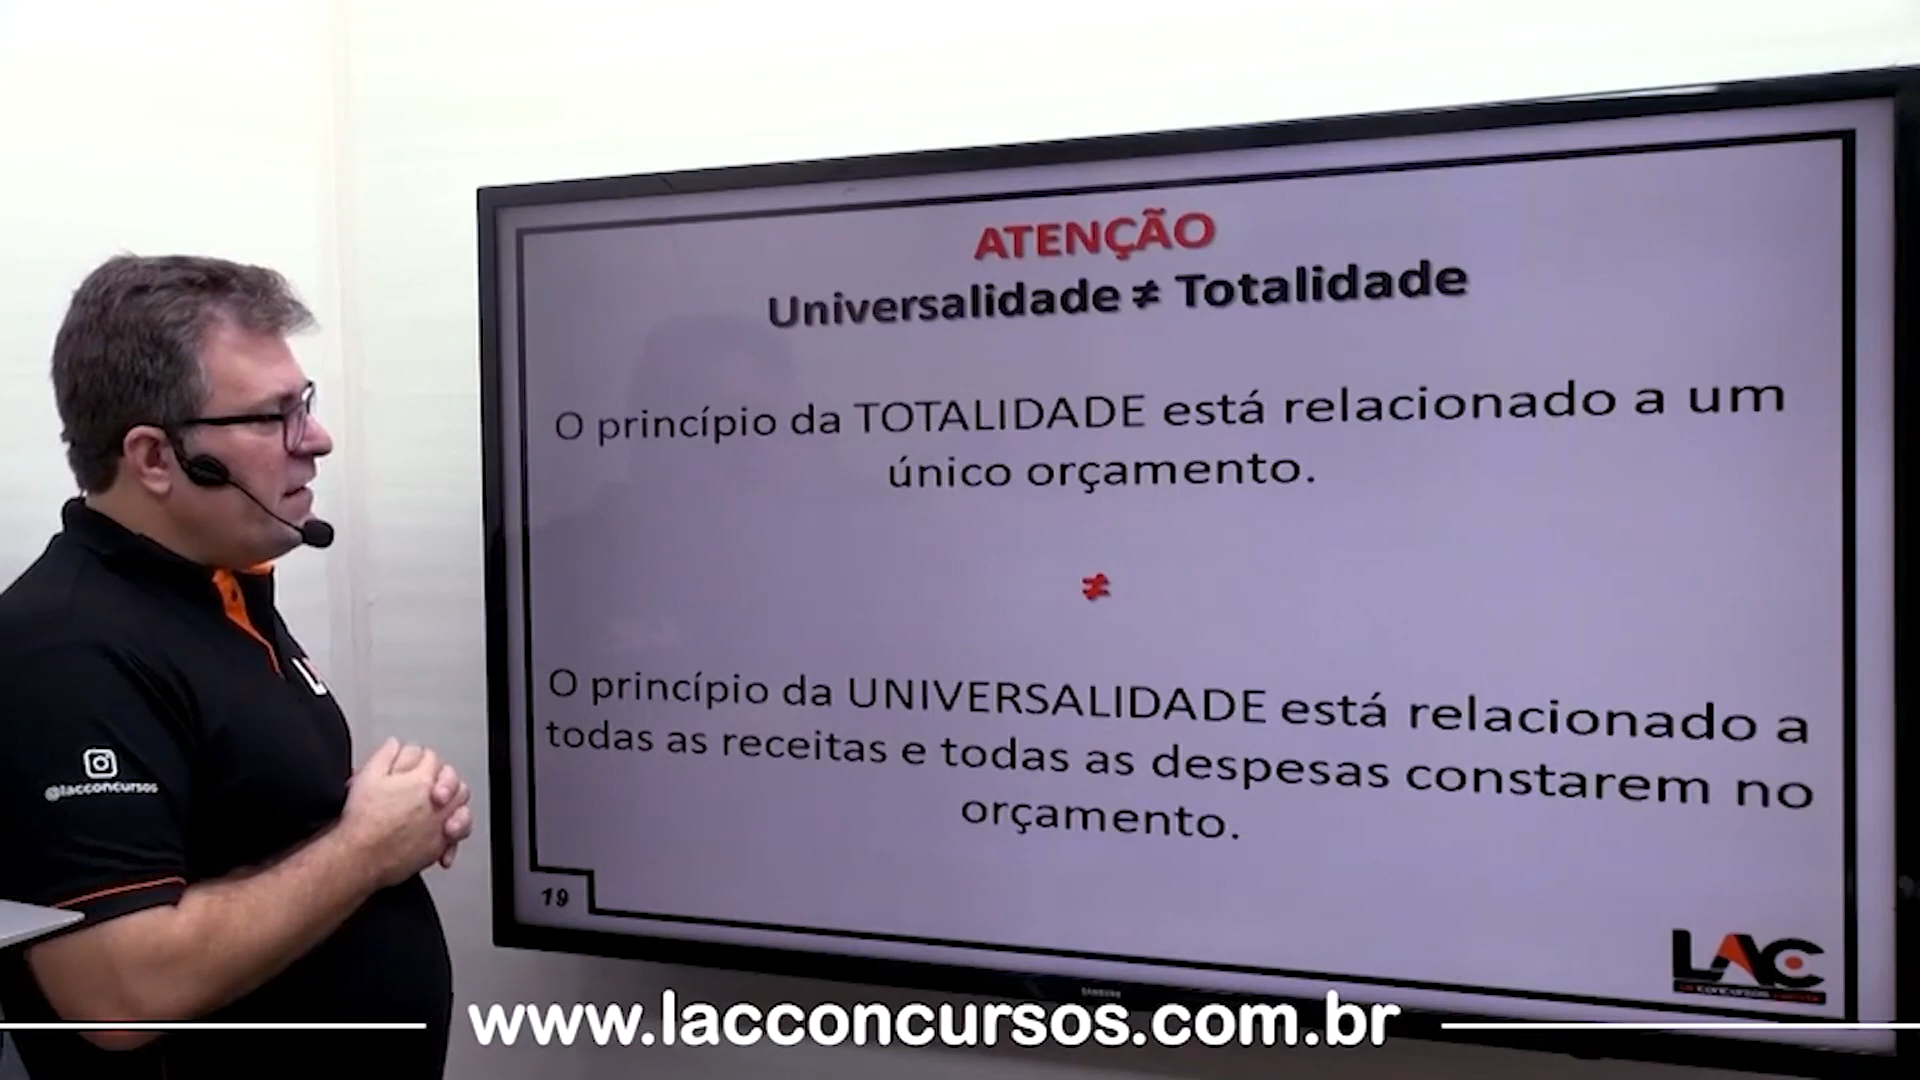 ATENÇÃO
Universalidade ≠ Totalidade
O princípio da TOTALIDADE está relacionado a um
único orçamento.
≠
O princípio da UNIVERSALIDADE está relacionado a
todas as receitas e todas as despesas constarem no
orçamento.
19
LAC
@lacconcursos
SAMSUNG
www.lacconcursos.com.br